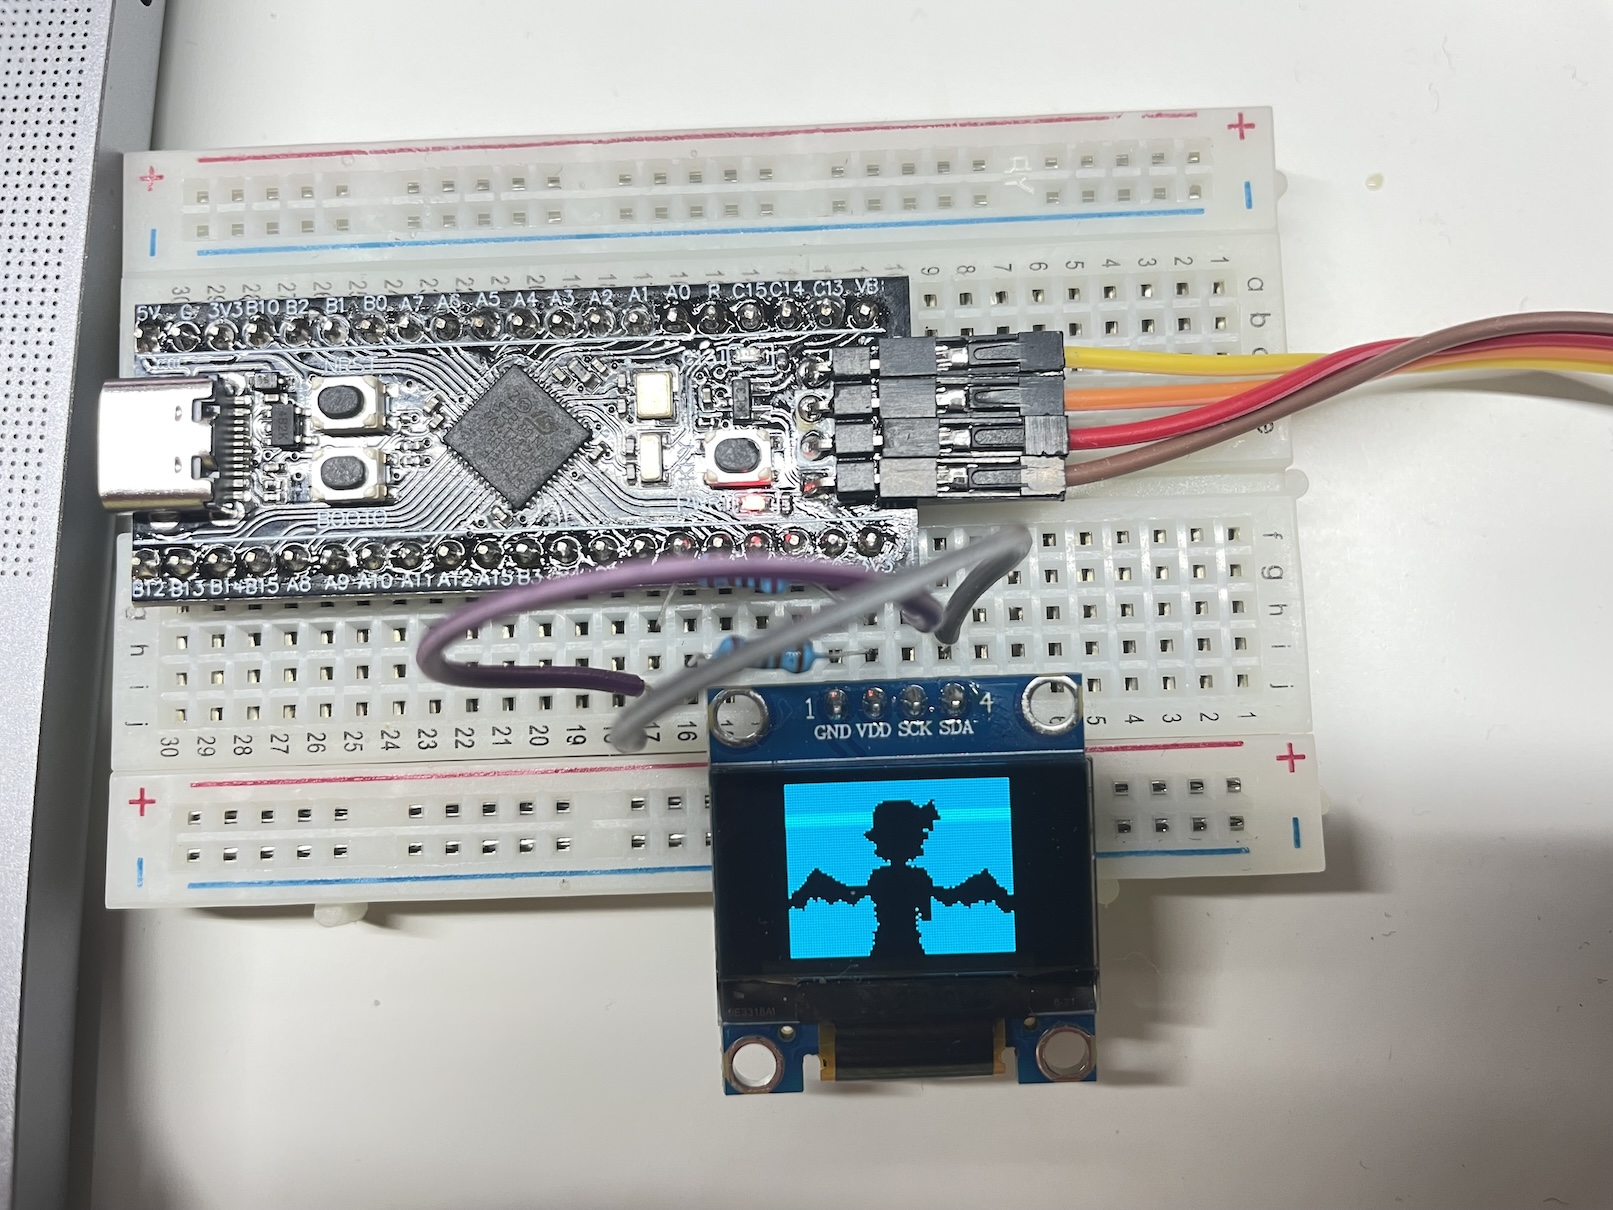 + +
9 8 7 6 5 4 3 2 1 a
b
5V G 3V3 B10 B2 B1 B0 A7 A6 A5 A4 A3 A2 A1 A0 R C15 C14 C13 VB
NRST
e
BOOT0
f
B12 B13 B14 B15 A8 A9 A10 A11 A12 A15 B3 3V3
g
h h
i i
j j
30 29 28 27 26 25 24 23 22 21 20 19 17 16 5 4 3 2 1
1 4
GND VDD SCK SDA
+ +